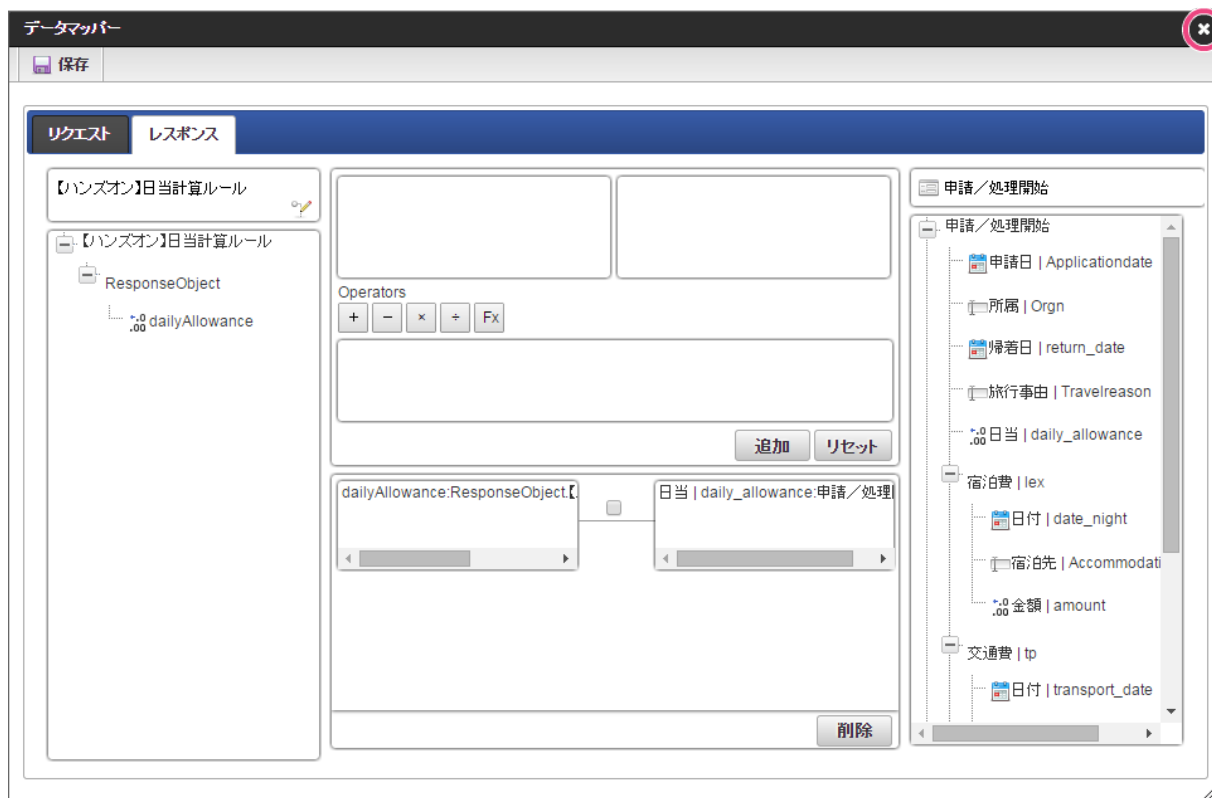 データマッパー
保存
リクエスト
レスポンス
【ハンズオン】日当計算ルール
【ハンズオン】日当計算ルール
ResponseObject
dailyAllowance
Operators
+ − × ÷ Fx
追加
リセット
dailyAllowance:ResponseObject.【.
日当 | daily_allowance:申請／処理
削除
申請／処理開始
申請／処理開始
申請日 | Applicationdate
所属 | Orgn
帰着日 | return_date
旅行事由 | Travelreason
日当 | daily_allowance
宿泊費 | lex
日付 | date_night
宿泊先 | Accommodati
金額 | amount
交通費 | tp
日付 | transport_date